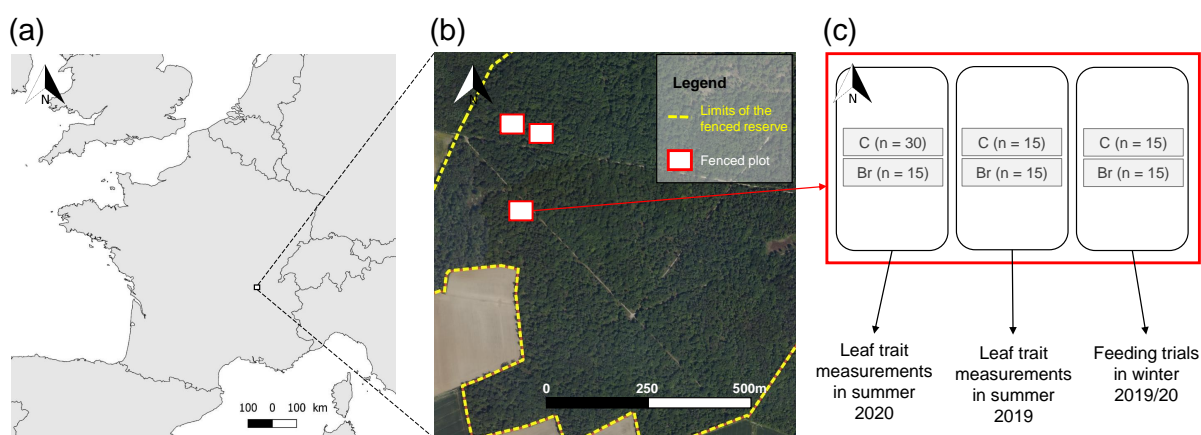 (a)
N
100 0 100 km
(b)
N
Legend
Limits of the
fenced reserve
Fenced plot
0 250 500m
(c)
N
C (n = 30)
Br (n = 15)
C (n = 15)
Br (n = 15)
C (n = 15)
Br (n = 15)
Leaf trait
measurements
in summer
2020
Leaf trait
measurements
in summer
2019
Feeding trials
in winter
2019/20